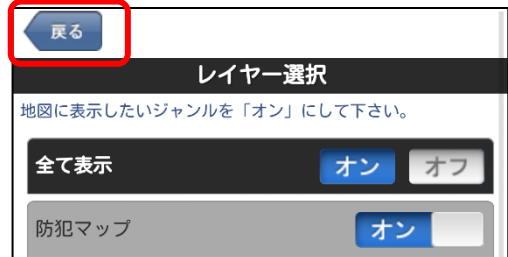 戻る
レイヤー選択
地図に表示したいジャンルを「オン」にして下さい。
全て表示 オン オフ
防犯マップ オン